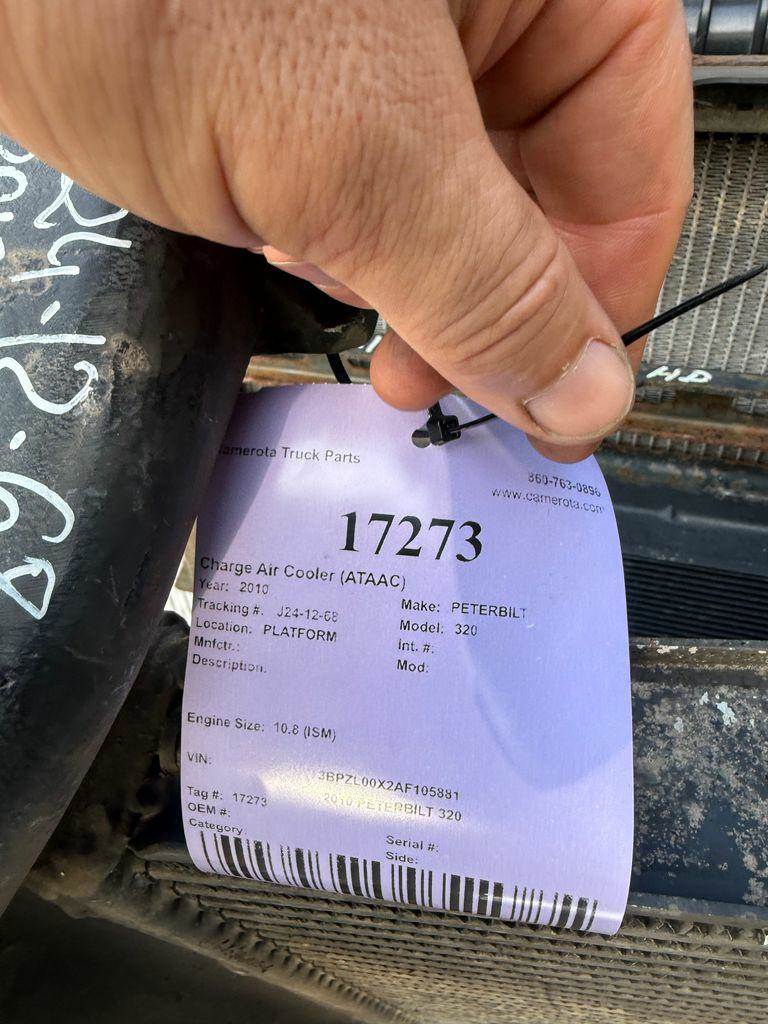 Camerota Truck Parts
860-763-0896
www.camerota.com
17273
Charge Air Cooler (ATAAC)
Year: 2010
Make: PETERBILT
Tracking #: J24-12-68
Model: 320
Location: PLATFORM
Int. #:
Mnfctr.:
Mod:
Description:
Engine Size: 10.8 (ISM)
VIN:
3BPZL00X2AF105881
2010 PETERBILT 320
Tag #: 17273
OEM #:
Serial #:
Category:
Side:
HD